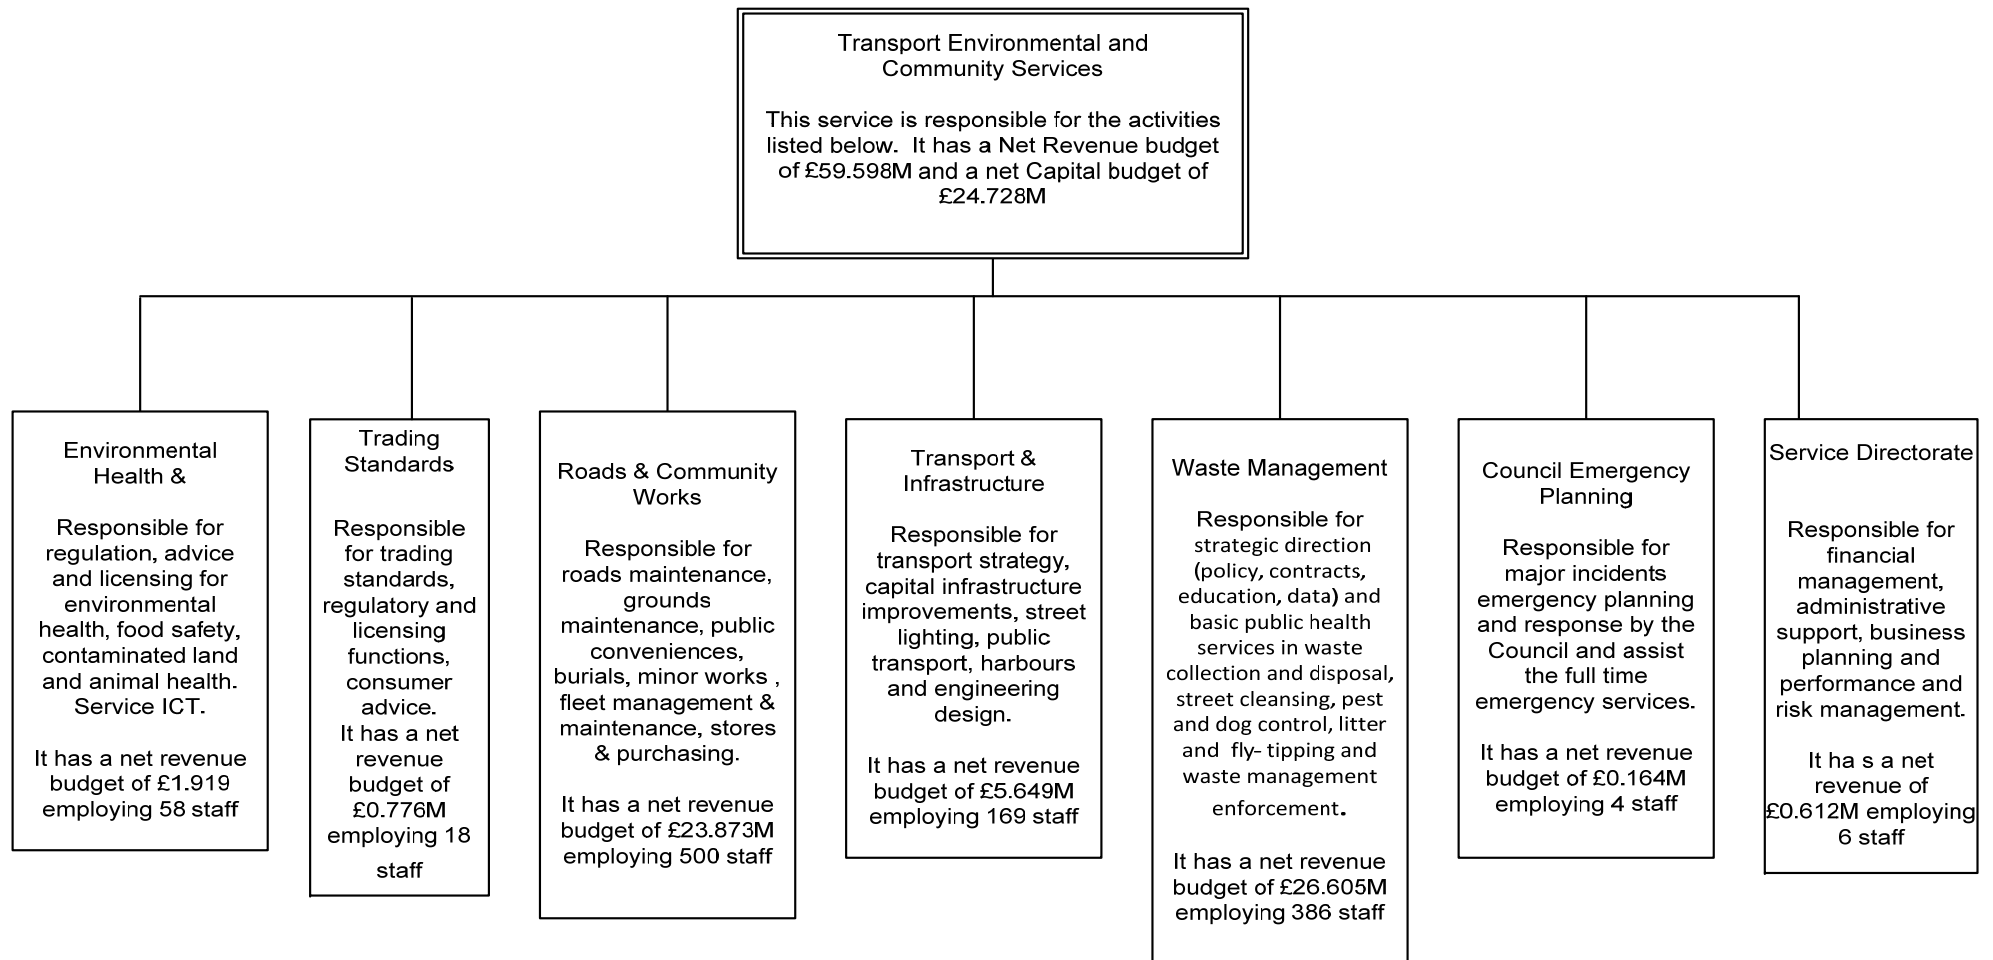 Transport Environmental and
Community Services
This service is responsible for the activities
listed below. It has a Net Revenue budget
of £59.598M and a net Capital budget of
£24.728M
Environmental
Health &
Responsible for
regulation, advice
and licensing for
environmental
health, food safety,
contaminated land
and animal health.
Service ICT.
It has a net revenue
budget of £1.919
employing 58 staff
Trading
Standards
Responsible
for trading
standards,
regulatory and
licensing
functions,
consumer
advice.
It has a net
revenue
budget of
£0.776M
employing 18
staff
Roads & Community
Works
Responsible for
roads maintenance,
grounds
maintenance, public
conveniences,
burials, minor works ,
fleet management &
maintenance, stores
& purchasing.
It has a net revenue
budget of £23.873M
employing 500 staff
Transport &
Infrastructure
Responsible for
transport strategy,
capital infrastructure
improvements, street
lighting, public
transport, harbours
and engineering
design.
It has a net revenue
budget of £5.649M
employing 169 staff
Waste Management
Responsible for
strategic direction
(policy, contracts,
education, data) and
basic public health
services in waste
collection and disposal,
street cleansing, pest
and dog control, litter
and fly- tipping and
waste management
enforcement.
It has a net revenue
budget of £26.605M
employing 386 staff
Council Emergency
Planning
Responsible for
major incidents
emergency planning
and response by the
Council and assist
the full time
emergency services.
It has a net revenue
budget of £0.164M
employing 4 staff
Service Directorate
Responsible for
financial
management,
administrative
support, business
planning and
performance and
risk management.
It ha s a net
revenue of
£0.612M employing
6 staff